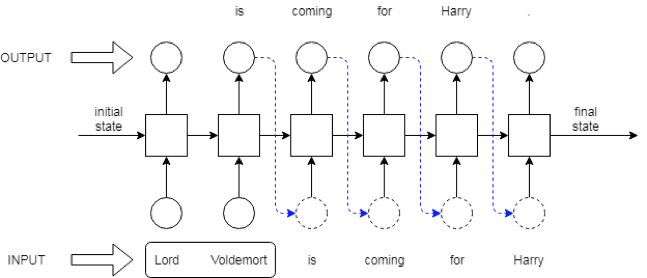 is coming for Harry .
OUTPUT
initial
state
final
state
INPUT Lord Voldemort is coming for Harry